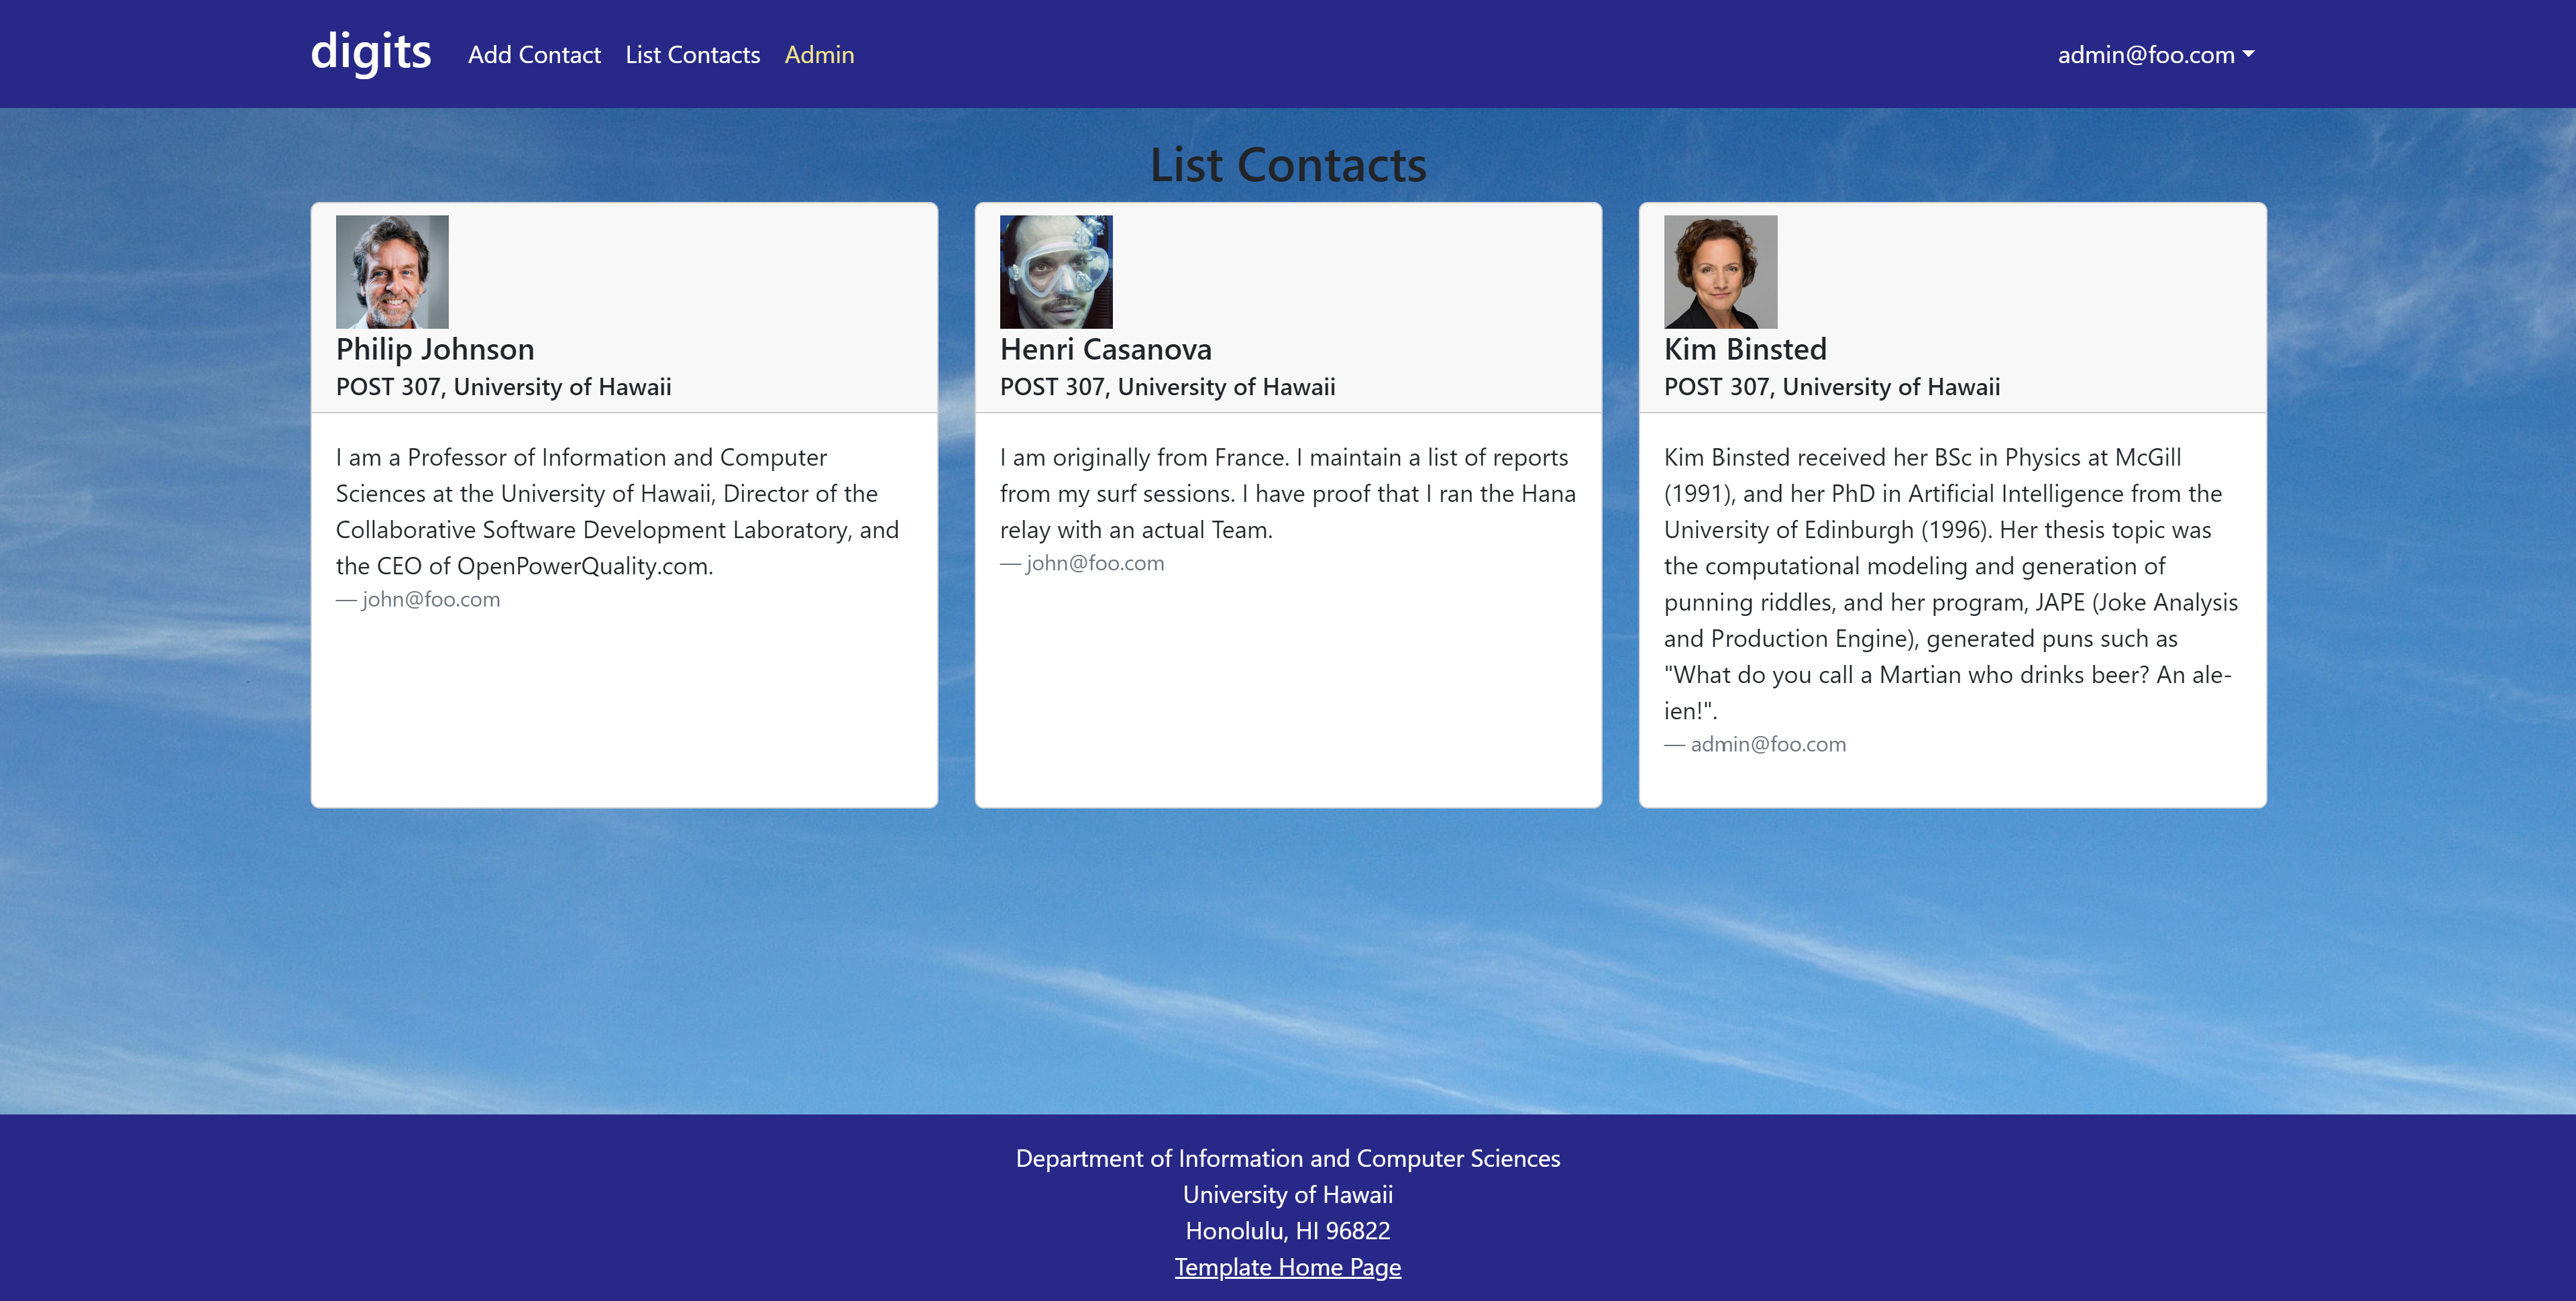 digits Add Contact List Contacts Admin admin@foo.com
List Contacts
Philip Johnson
POST 307, University of Hawaii
I am a Professor of Information and Computer
Sciences at the University of Hawaii, Director of the
Collaborative Software Development Laboratory, and
the CEO of OpenPowerQuality.com.
— john@foo.com
Henri Casanova
POST 307, University of Hawaii
I am originally from France. I maintain a list of reports
from my surf sessions. I have proof that I ran the Hana
relay with an actual Team.
— john@foo.com
Kim Binsted
POST 307, University of Hawaii
Kim Binsted received her BSc in Physics at McGill
(1991), and her PhD in Artificial Intelligence from the
University of Edinburgh (1996). Her thesis topic was
the computational modeling and generation of
punning riddles, and her program, JAPE (Joke Analysis
and Production Engine), generated puns such as
"What do you call a Martian who drinks beer? An ale-
ien!".
— admin@foo.com
Department of Information and Computer Sciences
University of Hawaii
Honolulu, HI 96822
Template Home Page